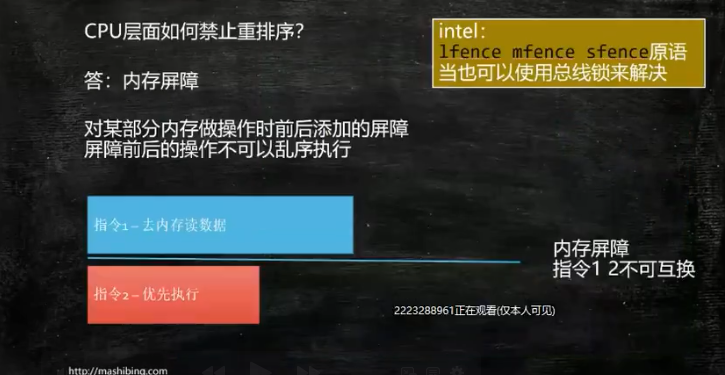 CPU层面如何禁止重排序？
intel：
lfence mfence sfence原语
当也可以使用总线锁来解决
答：内存屏障
对某部分内存做操作时前后添加的屏障
屏障前后的操作不可以乱序执行
指令1 – 去内存读数据
内存屏障
指令1 2不可互换
指令2 – 优先执行
2223288961正在观看(仅本人可见)
http://mashibing.com